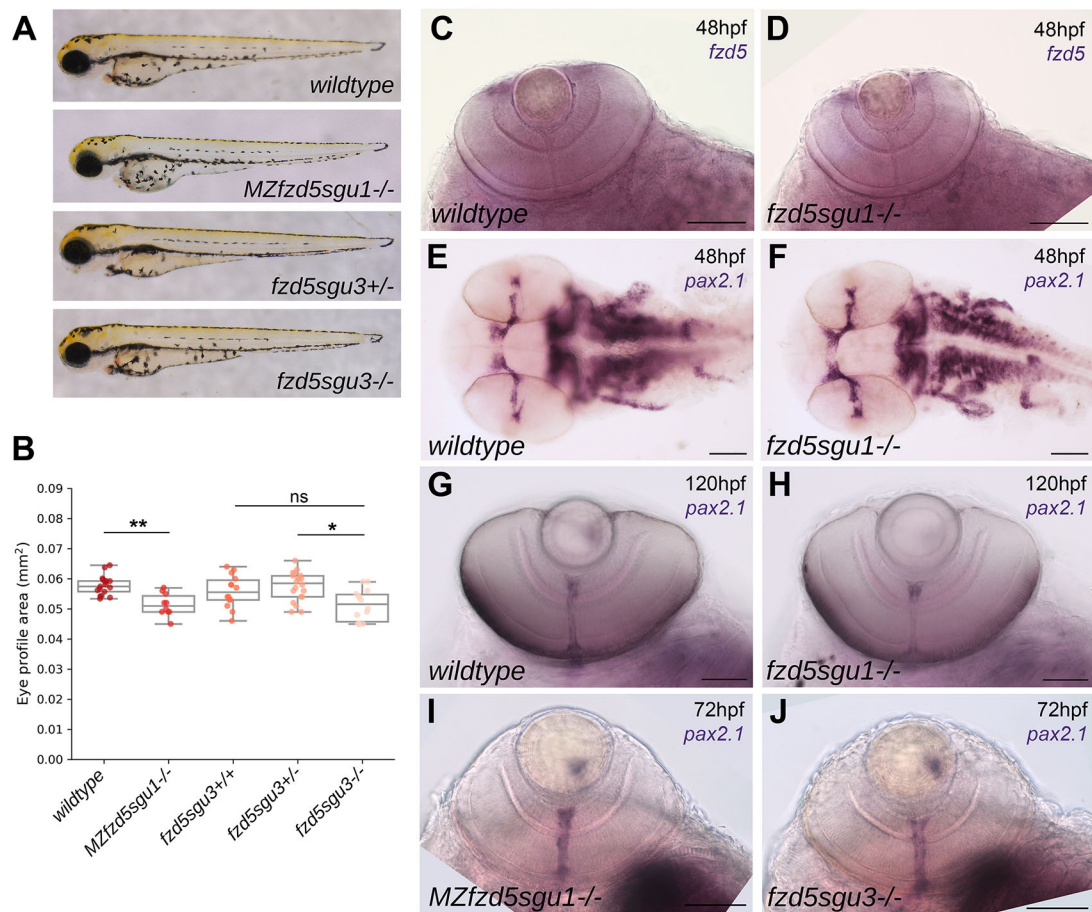 A
wildtype
MZfzd5sgu1-/-
fzd5sgu3+/-
fzd5sgu3-/-
B
Eye profile area (mm²)
0.09
0.08
0.07
0.06
0.05
0.04
0.03
0.02
0.01
0.00
**
ns
*
wildtype
MZfzd5sgu1-/-
fzd5sgu3+/+
fzd5sgu3+/-
fzd5sgu3-/-
C
48hpf
fzd5
wildtype
D
48hpf
fzd5
fzd5sgu1-/-
E
48hpf
pax2.1
wildtype
F
48hpf
pax2.1
fzd5sgu1-/-
G
120hpf
pax2.1
wildtype
H
120hpf
pax2.1
fzd5sgu1-/-
I
72hpf
pax2.1
MZfzd5sgu1-/-
J
72hpf
pax2.1
fzd5sgu3-/-